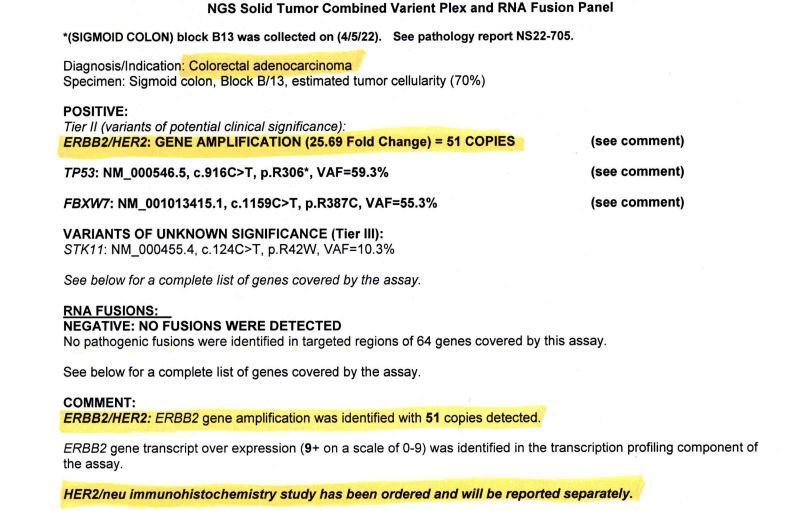 NGS Solid Tumor Combined Varient Plex and RNA Fusion Panel
*(SIGMOID COLON) block B13 was collected on (4/5/22). See pathology report NS22-705.
Diagnosis/Indication: Colorectal adenocarcinoma
Specimen: Sigmoid colon, Block B/13, estimated tumor cellularity (70%)
POSITIVE:
Tier II (variants of potential clinical significance):
ERBB2/HER2: GENE AMPLIFICATION (25.69 Fold Change) = 51 COPIES (see comment)
TP53: NM_000546.5, c.916C>T, p.R306*, VAF=59.3% (see comment)
FBXW7: NM_001013415.1, c.1159C>T, p.R387C, VAF=55.3% (see comment)
VARIANTS OF UNKNOWN SIGNIFICANCE (Tier III):
STK11: NM_000455.4, c.124C>T, p.R42W, VAF=10.3%
See below for a complete list of genes covered by the assay.
RNA FUSIONS:
NEGATIVE: NO FUSIONS WERE DETECTED
No pathogenic fusions were identified in targeted regions of 64 genes covered by this assay.
See below for a complete list of genes covered by the assay.
COMMENT:
ERBB2/HER2: ERBB2 gene amplification was identified with 51 copies detected.
ERBB2 gene transcript over expression (9+ on a scale of 0-9) was identified in the transcription profiling component of
the assay.
HER2/neu immunohistochemistry study has been ordered and will be reported separately.